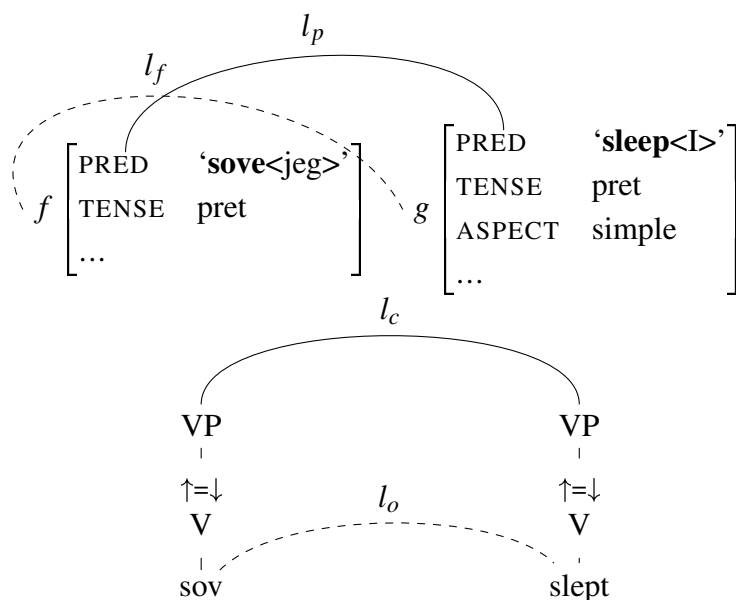 l_p
l_f
f [ PRED ‘sove<jeg>’
TENSE pret
... ]
g [ PRED ‘sleep<I>’
TENSE pret
ASPECT simple
... ]
l_c
VP VP
↑=↓ ↑=↓
V l_o V
sov slept